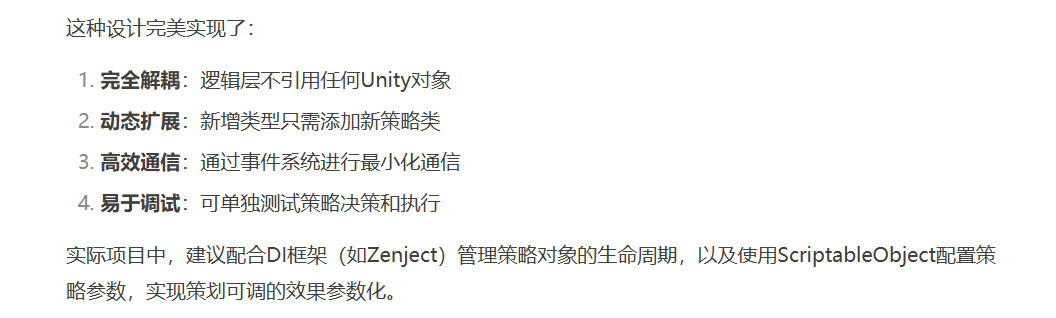 这种设计完美实现了：
1. 完全解耦：逻辑层不引用任何Unity对象
2. 动态扩展：新增类型只需添加新策略类
3. 高效通信：通过事件系统进行最小化通信
4. 易于调试：可单独测试策略决策和执行
实际项目中，建议配合DI框架（如Zenject）管理策略对象的生命周期，以及使用ScriptableObject配置策
略参数，实现策划可调的效果参数化。